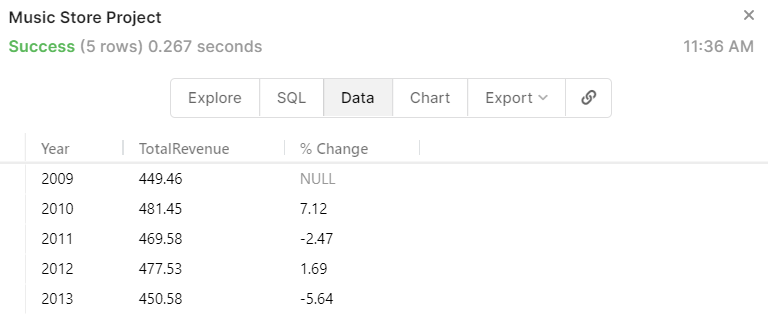 Music Store Project
Success (5 rows) 0.267 seconds 11:36 AM
Explore SQL Data Chart Export
Year TotalRevenue % Change
2009 449.46 NULL
2010 481.45 7.12
2011 469.58 -2.47
2012 477.53 1.69
2013 450.58 -5.64